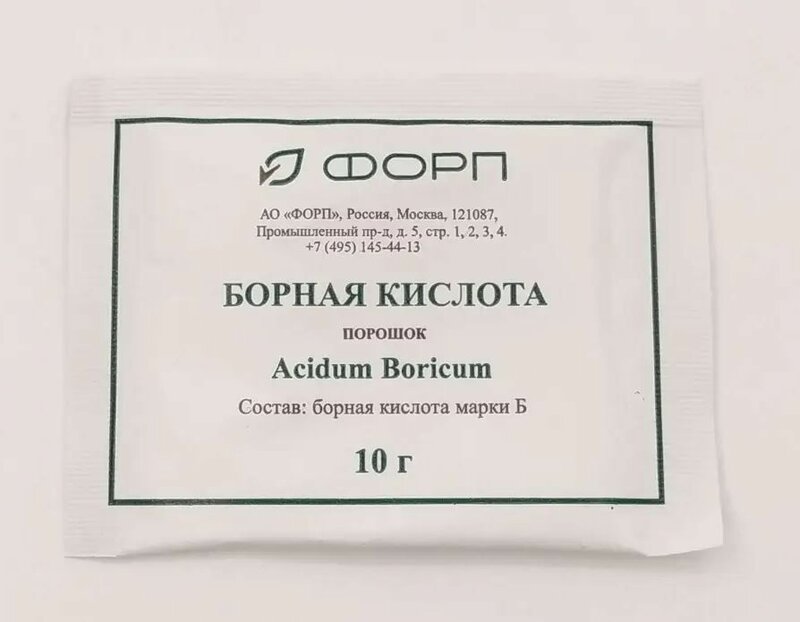 ФОРП
АО «ФОРП», Россия, Москва, 121087,
Промышленный пр-д, д. 5, стр. 1, 2, 3, 4.
+7 (495) 145-44-13
БОРНАЯ КИСЛОТА
ПОРОШОК
Acidum Boricum
Состав: борная кислота марки Б
10 г